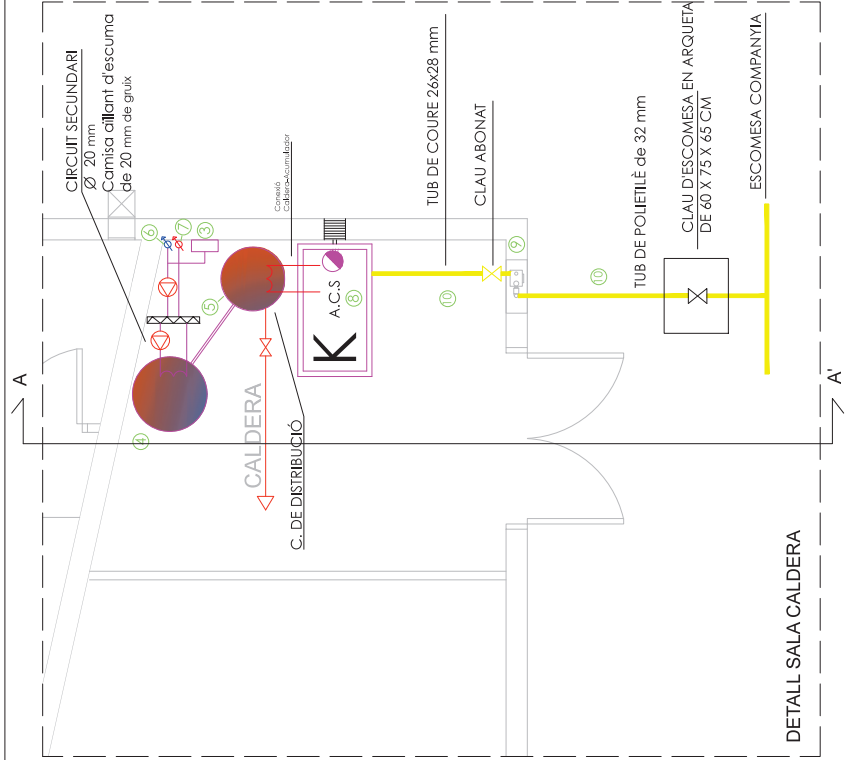 A
CIRCUIT SECUNDARI
Ø 20 mm
Camisa aïllant d'escuma
de 20 mm de gruix
6
7
3
5
4
Conexió
Caldera-Acumulador
CALDERA
C. DE DISTRIBUCIÓ
K
A.C.S
8
TUB DE COURE 26x28 mm
10
CLAU ABONAT
9
10
TUB DE POLIETILÈ de 32 mm
CLAU D'ESCOMESA EN ARQUETA
DE 60 X 75 X 65 CM
ESCOMESA COMPANYIA
A'
DETALL SALA CALDERA